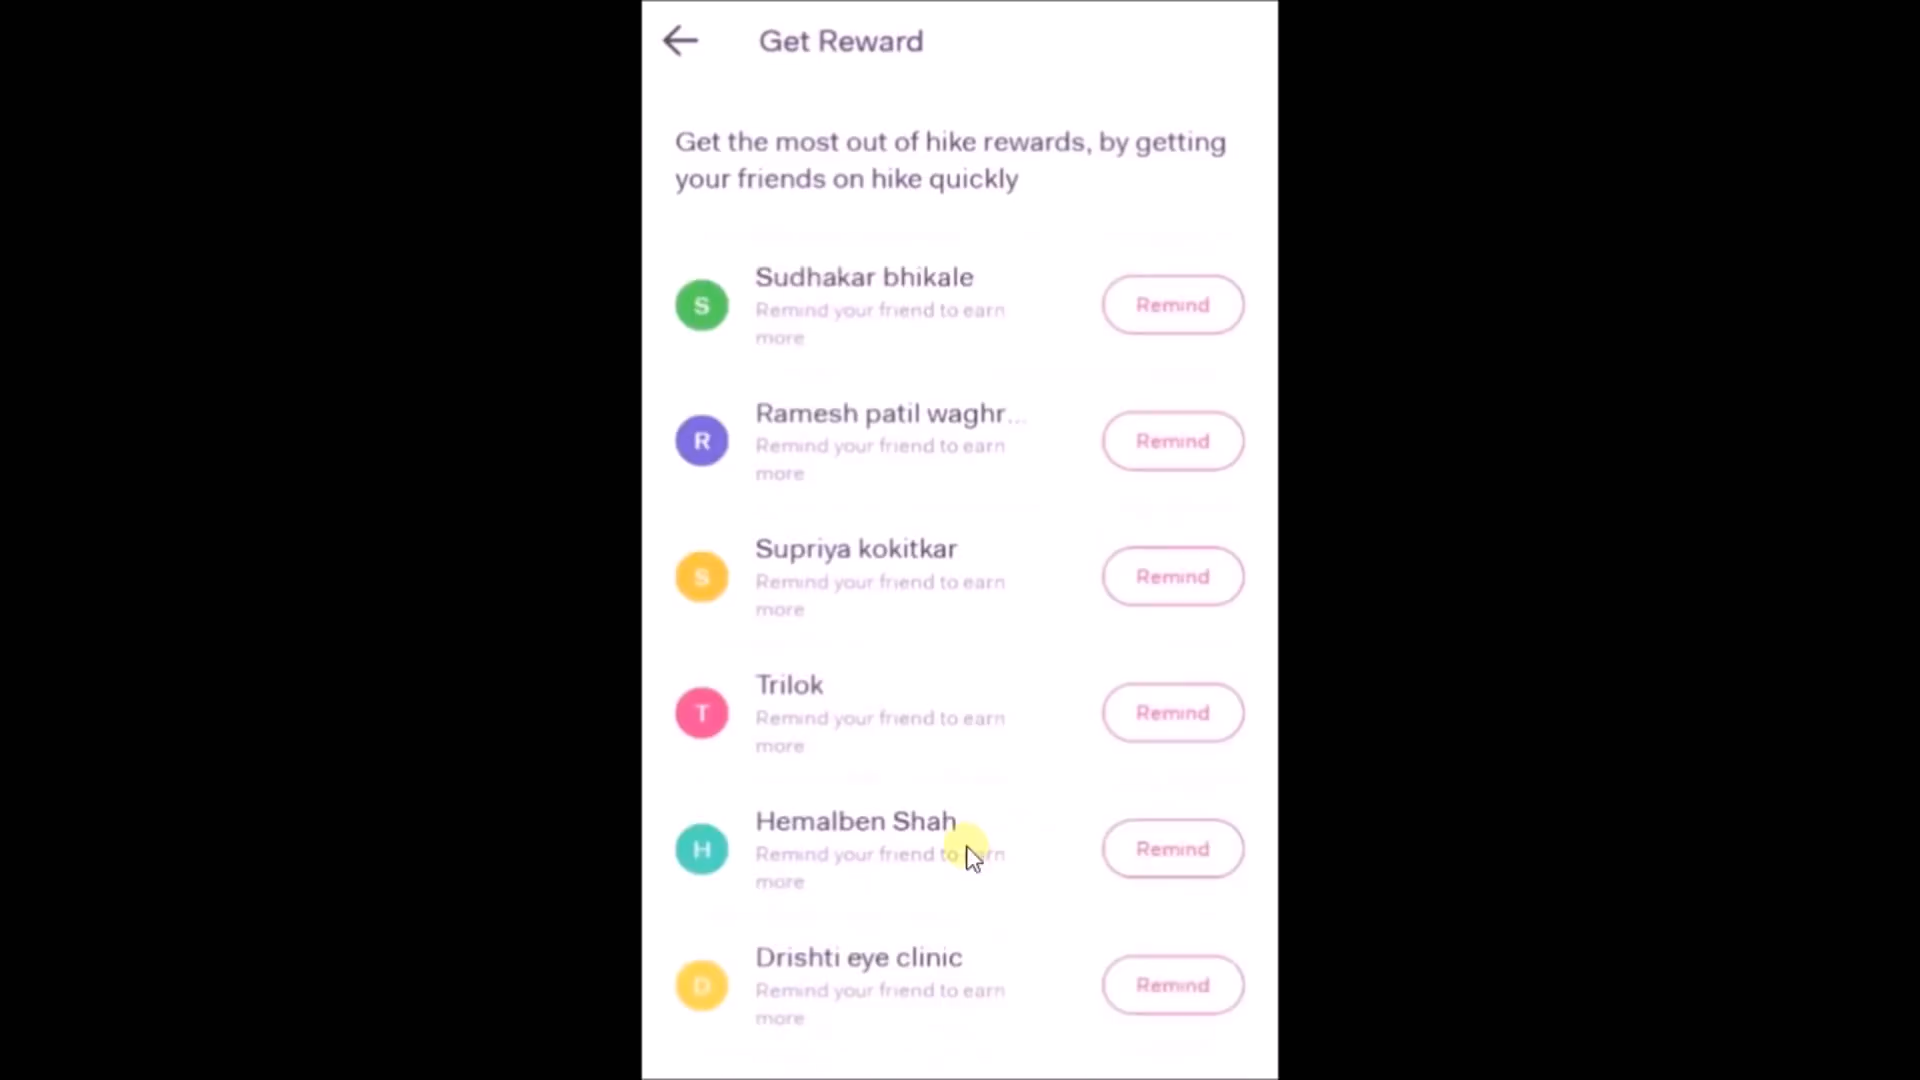 Get Reward
Get the most out of hike rewards, by getting
your friends on hike quickly
S
Sudhakar bhikale
Remind your friend to earn
more
Remind
R
Ramesh patil waghr...
Remind your friend to earn
more
Remind
S
Supriya kokitkar
Remind your friend to earn
more
Remind
T
Trilok
Remind your friend to earn
more
Remind
H
Hemalben Shah
Remind your friend to earn
more
Remind
D
Drishti eye clinic
Remind your friend to earn
more
Remind